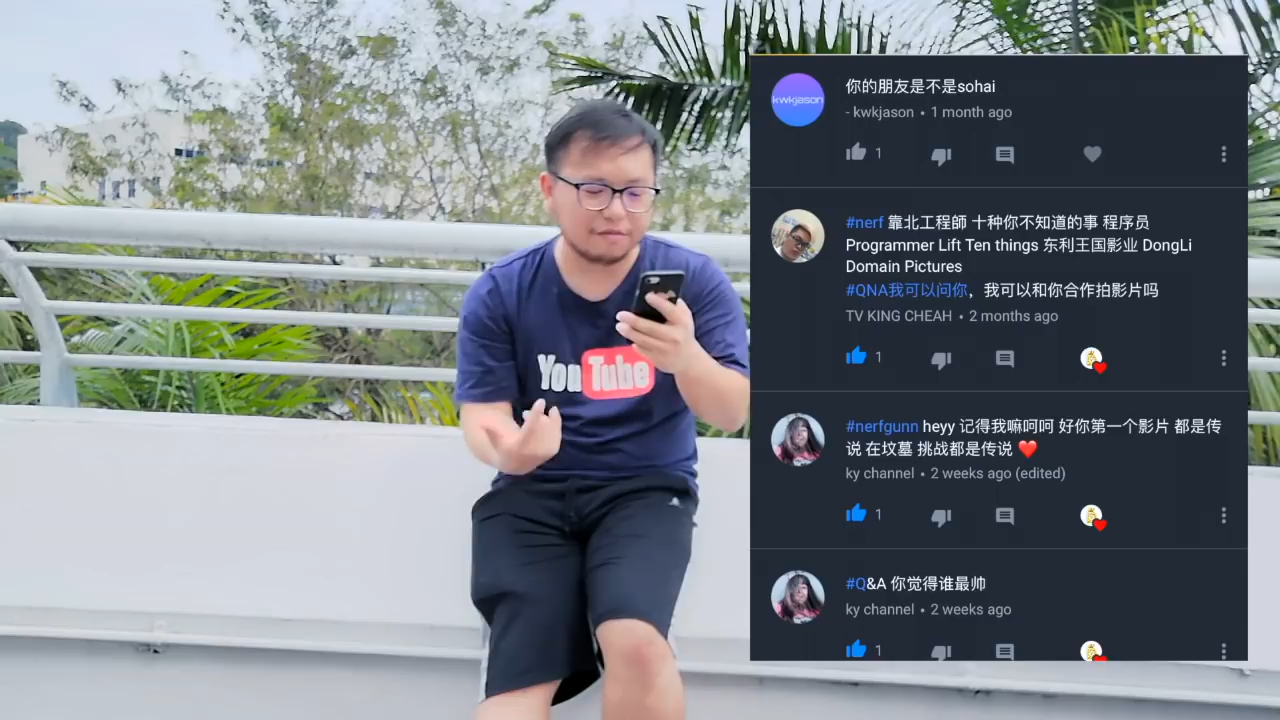 YouTube
kwkjason
你的朋友是不是sohai
- kwkjason • 1 month ago
1
#nerf 靠北工程師 十种你不知道的事 程序员
Programmer Lift Ten things 东利王国影业 DongLi
Domain Pictures
#QNA我可以问你，我可以和你合作拍影片吗
TV KING CHEAH • 2 months ago
1
#nerfgunn heyy 记得我嘛呵呵 好你第一个影片 都是传
说 在坟墓 挑战都是传说 ❤️
ky channel • 2 weeks ago (edited)
1
#Q&A 你觉得谁最帅
ky channel • 2 weeks ago
1